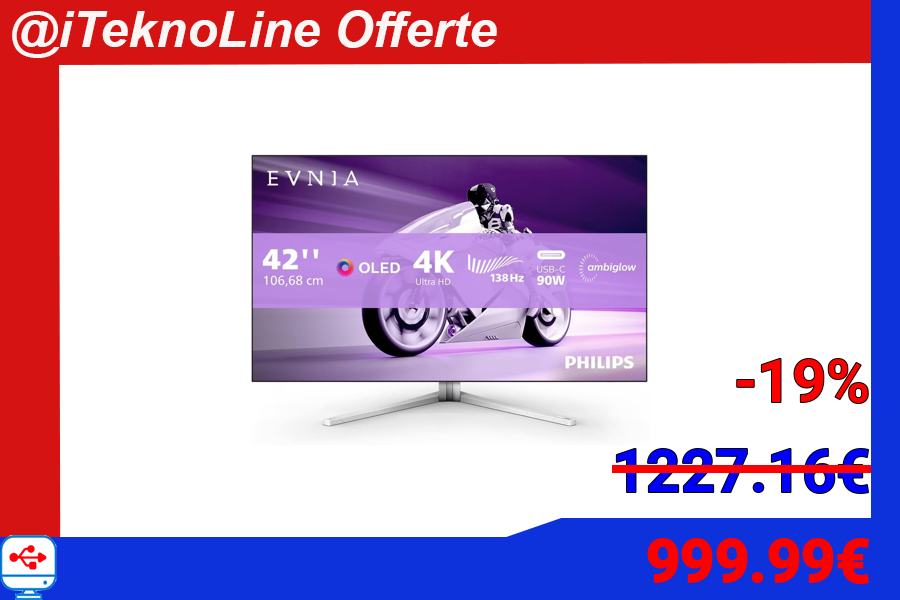 @iTeknoLine Offerte
EVNIA
42''
106,68 cm
OLED
4K
Ultra HD
138Hz
USB-C
90W
ambiglow
PHILIPS
-19%
1227.16€
999.99€